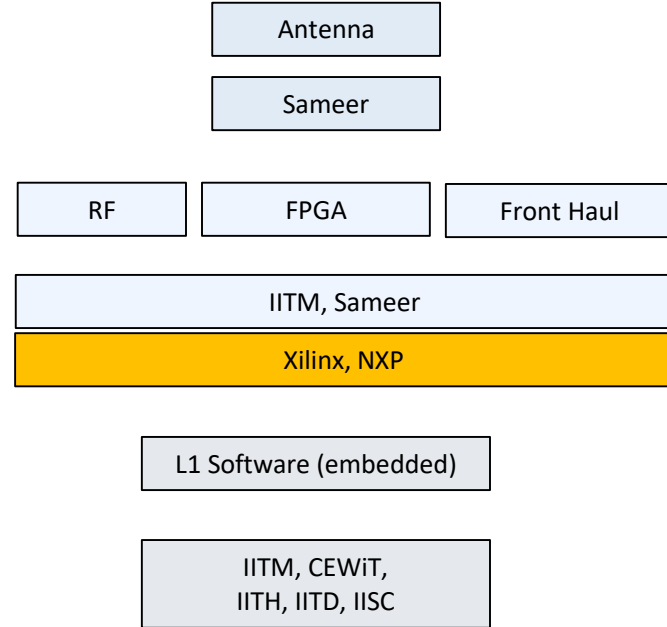 Antenna
Sameer
RF
FPGA
Front Haul
IITM, Sameer
Xilinx, NXP
L1 Software (embedded)
IITM, CEWiT,
IITH, IITD, IISC